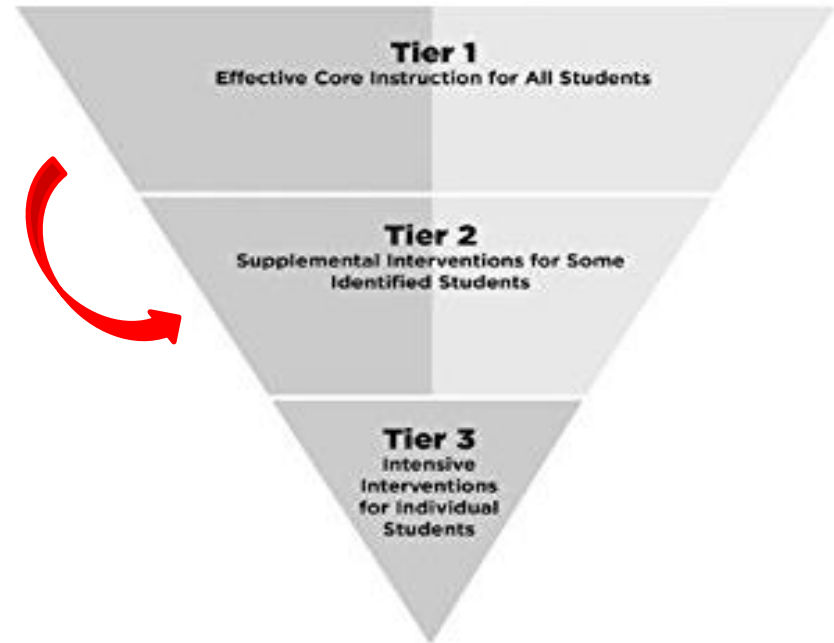 Tier 1
Effective Core Instruction for All Students
Tier 2
Supplemental Interventions for Some
Identified Students
Tier 3
Intensive
Interventions
for Individual
Students